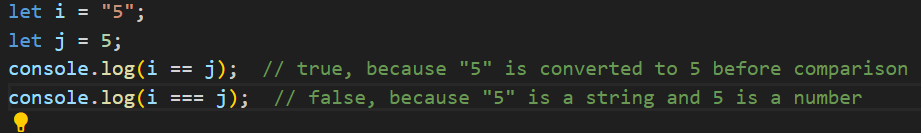 let i = "5";
let j = 5;
console.log(i == j);  // true, because "5" is converted to 5 before comparison
console.log(i === j);  // false, because "5" is a string and 5 is a number